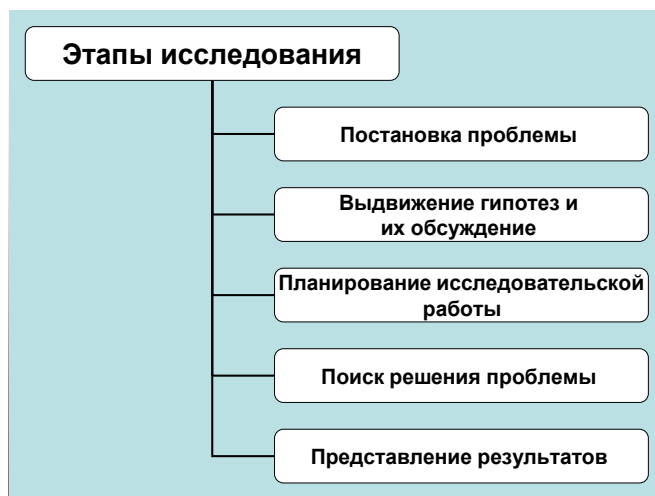 Этапы исследования
Постановка проблемы
Выдвижение гипотез и
их обсуждение
Планирование исследовательской
работы
Поиск решения проблемы
Представление результатов